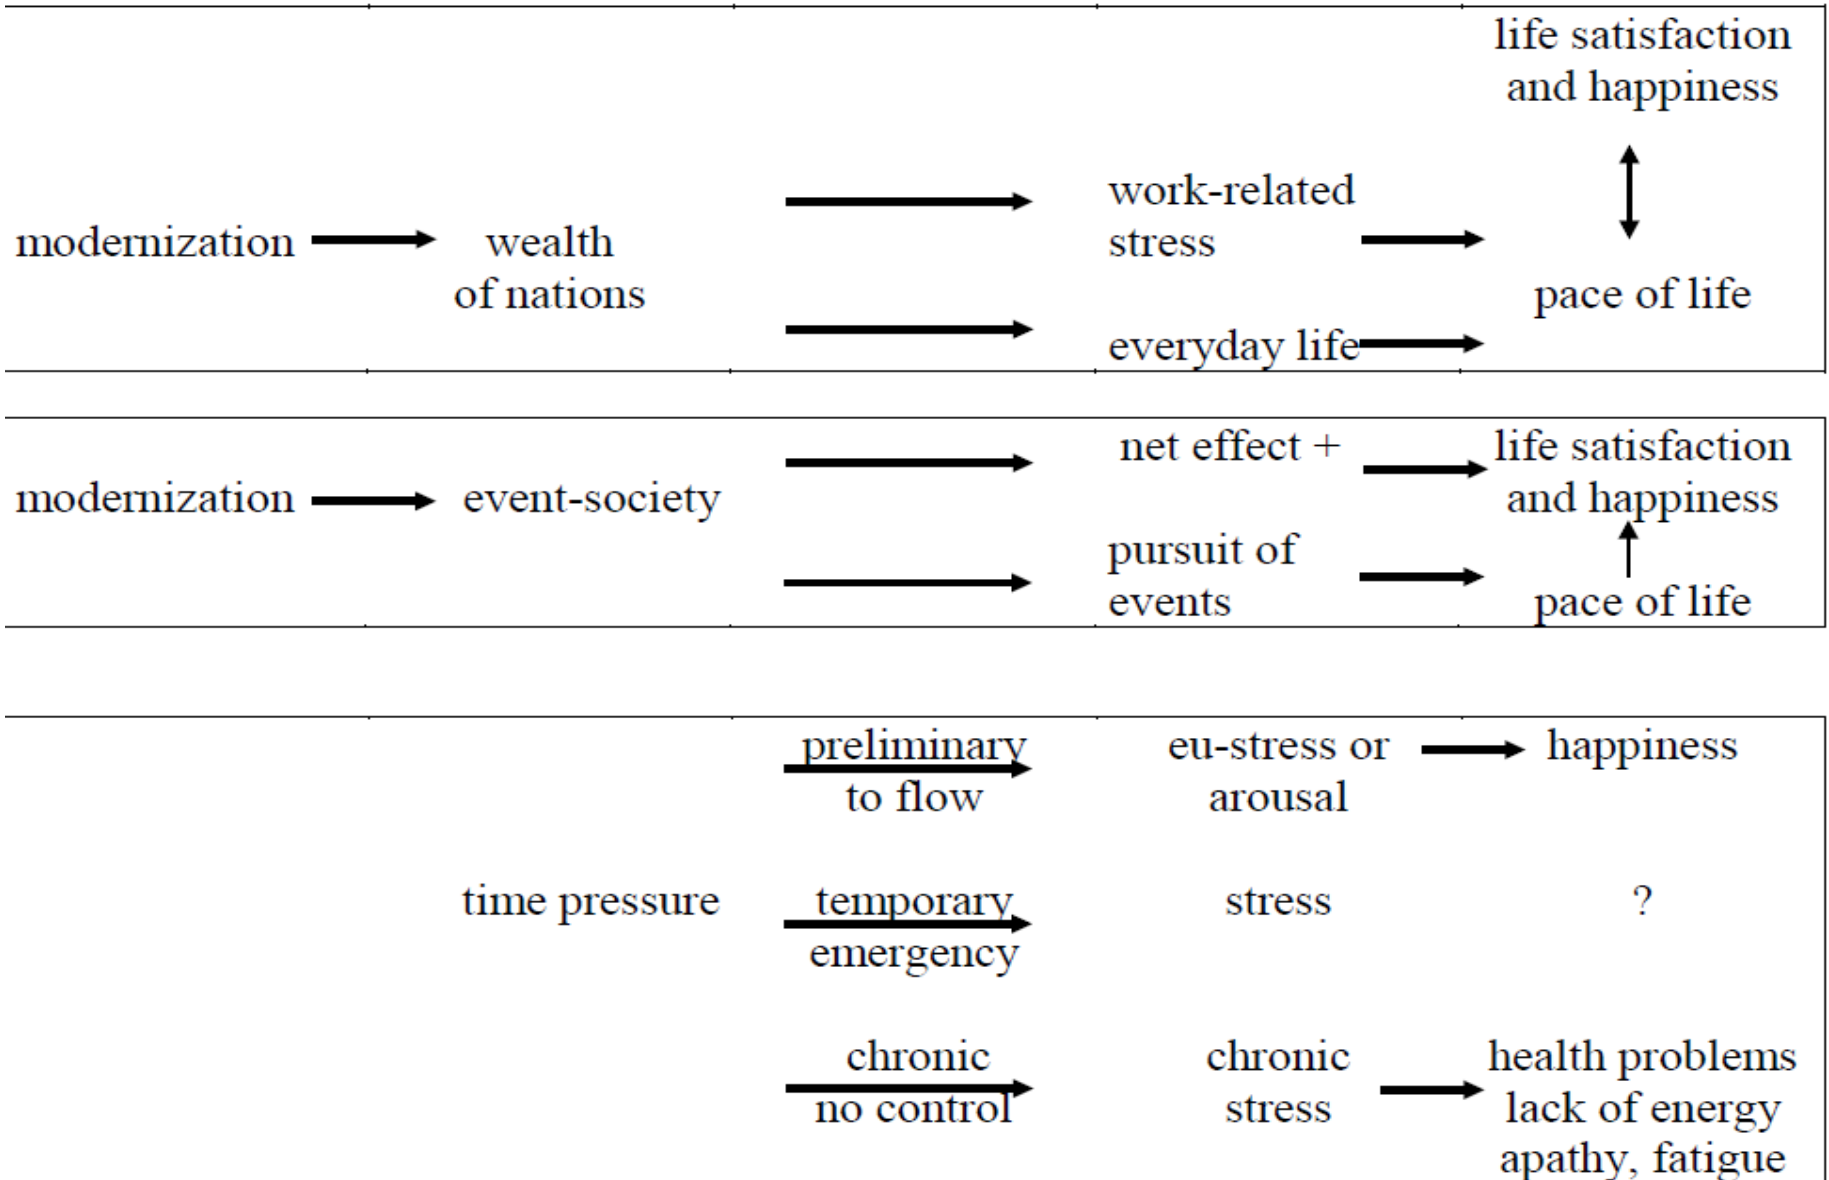 life satisfaction
and happiness
work-related
stress
modernization
wealth
of nations
pace of life
everyday life
net effect +
life satisfaction
and happiness
modernization
event-society
pursuit of
events
pace of life
preliminary
to flow
eu-stress or
arousal
happiness
time pressure
temporary
emergency
stress
?
chronic
no control
chronic
stress
health problems
lack of energy
apathy, fatigue